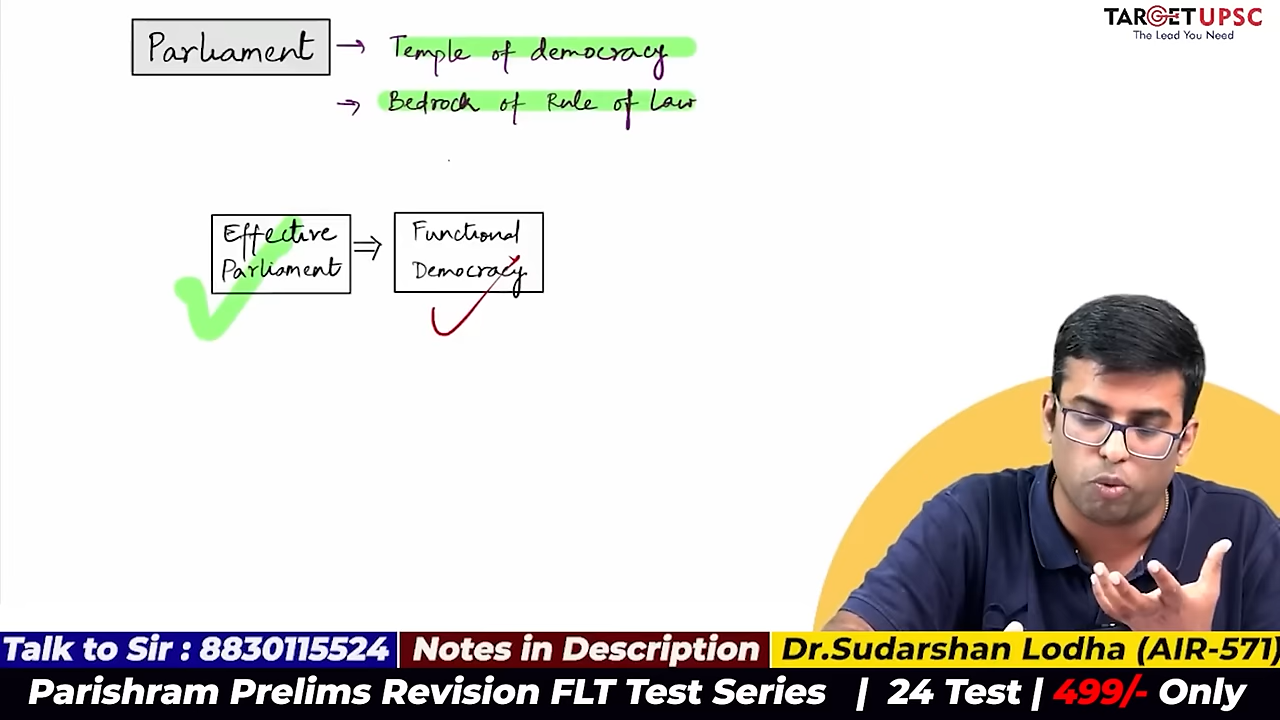 TARGET UPSC
The Lead You Need
Parliament → Temple of democracy
→ Bedrock of Rule of Law
Effective Parliament ⇒ Functional Democracy
Talk to Sir : 8830115524 Notes in Description Dr.Sudarshan Lodha (AIR-571)
Parishram Prelims Revision FLT Test Series | 24 Test | 499/- Only